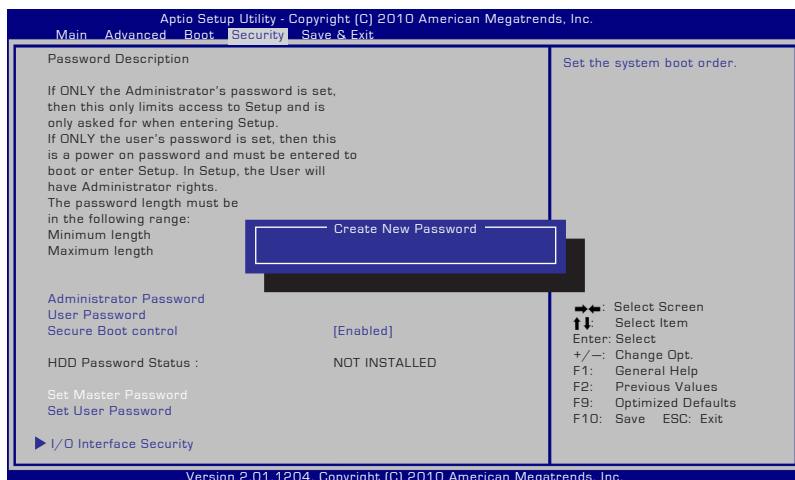 Aptio Setup Utility - Copyright (C) 2010 American Megatrends, Inc.
Main Advanced Boot Security Save & Exit
Password Description
If ONLY the Administrator's password is set,
then this only limits access to Setup and is
only asked for when entering Setup.
If ONLY the user's password is set, then this
is a power on password and must be entered to
boot or enter Setup. In Setup, the User will
have Administrator rights.
The password length must be
in the following range:
Minimum length
Maximum length
Create New Password
Administrator Password
User Password
Secure Boot control [Enabled]
HDD Password Status : NOT INSTALLED
Set Master Password
Set User Password
I/O Interface Security
Set the system boot order.
→←: Select Screen
↑↓: Select Item
Enter: Select
+/—: Change Opt.
F1: General Help
F2: Previous Values
F9: Optimized Defaults
F10: Save ESC: Exit
Version 2.01.1204. Copyright (C) 2010 American Megatrends, Inc.